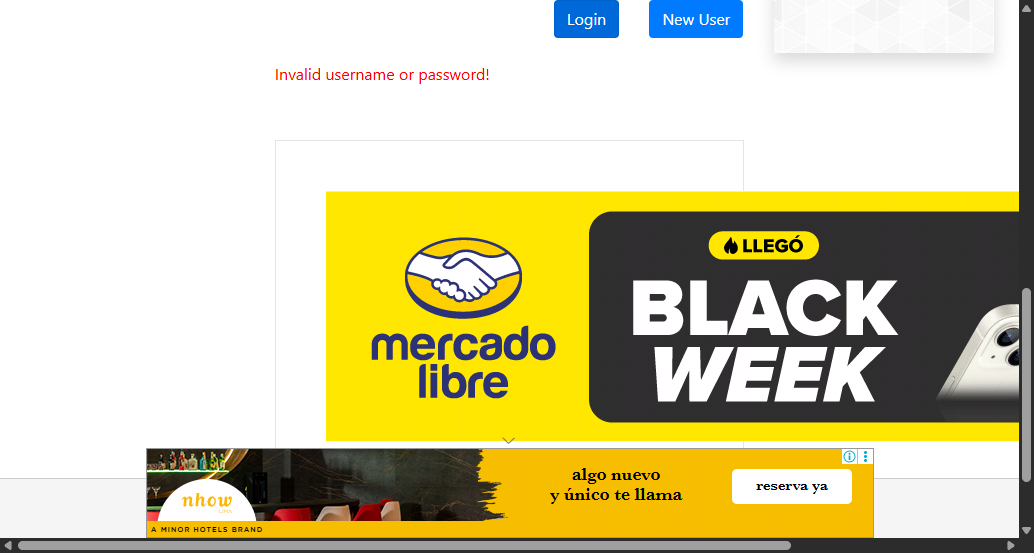 Login
New User
Invalid username or password!
LLEGÓ
BLACK
WEEK
mercado
libre
nhow
LIMA
A MINOR HOTELS BRAND
algo nuevo
y único te llama
reserva ya